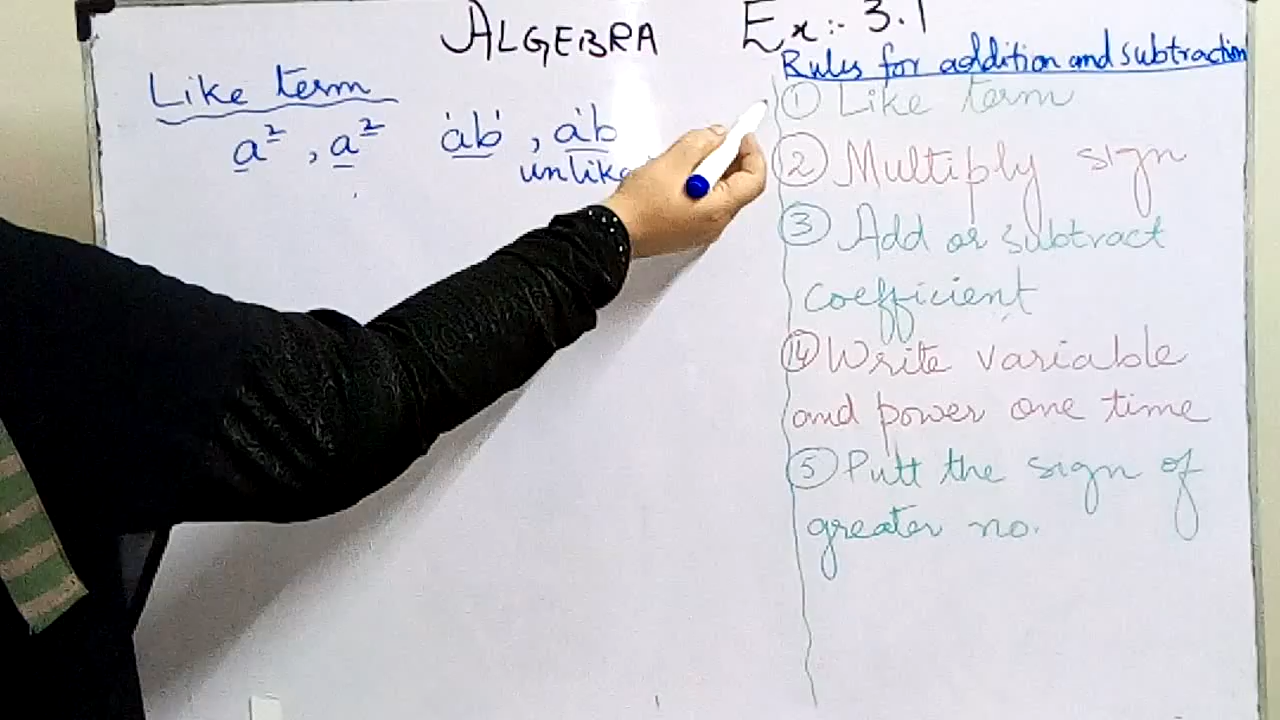 ALGEBRA Ex:- 3.1
Like term
a², a² ab, ab
unlike
Rules for addition and subtraction
① Like term
② Multiply sign
③ Add or subtract
coefficient
④ Write variable
and power one time
⑤ Putt the sign of
greater no.